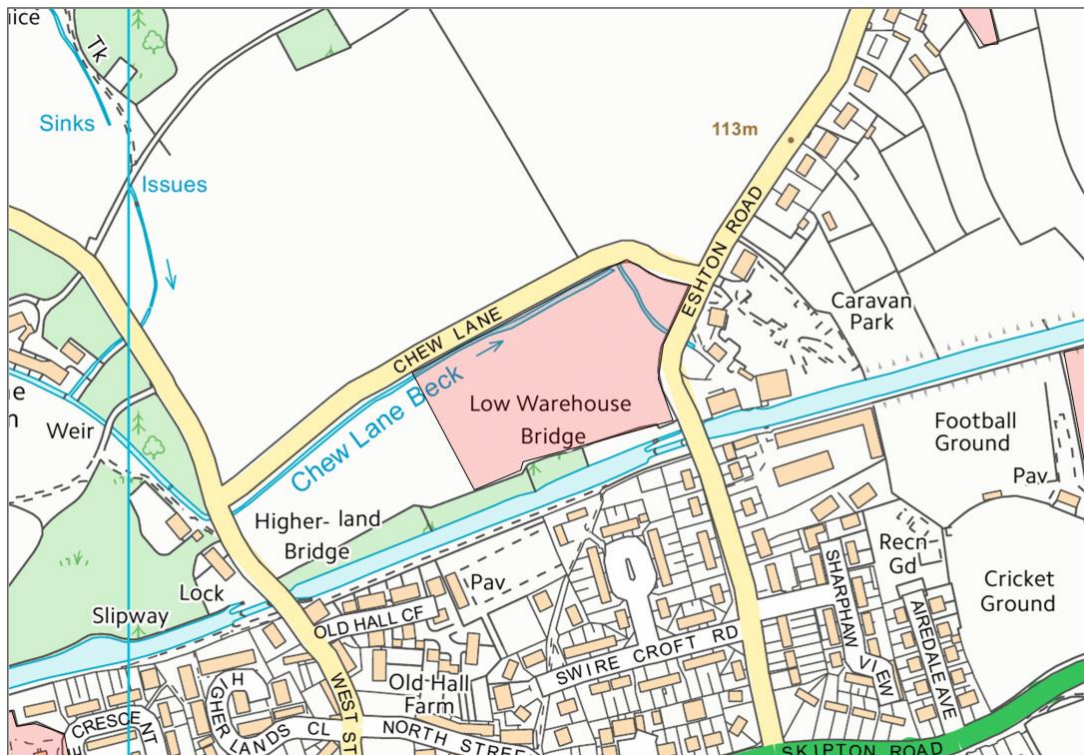 Tk
Sinks
113m
Issues
ESHTON ROAD
Caravan
Park
CHEW LANE
Low Warehouse
Bridge
Chew Lane Beck
Weir
Football
Ground
Pav
Higher- land
Bridge
Recn
Gd
Cricket
Ground
Lock
Slipway
Pav
OLD HALL CF
SHARPHAW VIEW
AIREDALE AVE
SWIRE CROFT RD
Old Hall
Farm
WEST ST
H
GHER LANDS CL
NORTH STREE
CRESCENT
SKIPTON ROAD